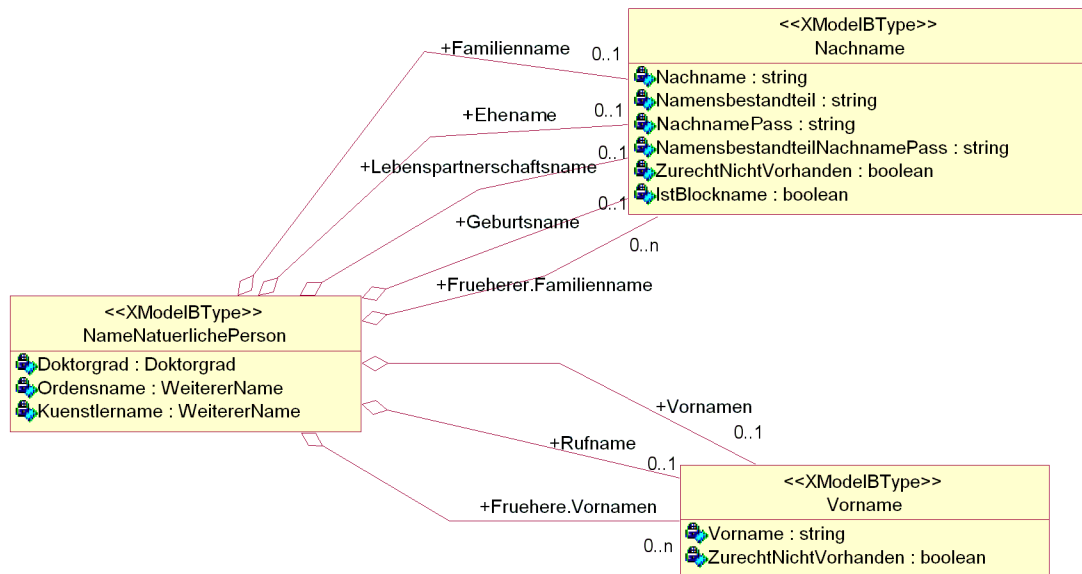 <<XModelBType>>
Nachname
Nachname : string
Namensbestandteil : string
NachnamePass : string
NamensbestandteilNachnamePass : string
ZurechtNichtVorhanden : boolean
IstBlockname : boolean
+Familienname
0..1
+Ehename
0..1
+Lebenspartnerschaftsname
0..1
+Geburtsname
0..1
+Frueherer.Familienname
0..n
<<XModelBType>>
NameNatuerlichePerson
Doktorgrad : Doktorgrad
Ordensname : WeitererName
Kuenstlername : WeitererName
+Vornamen
0..1
+Rufname
0..1
+Fruehere.Vornamen
0..n
<<XModelBType>>
Vorname
Vorname : string
ZurechtNichtVorhanden : boolean